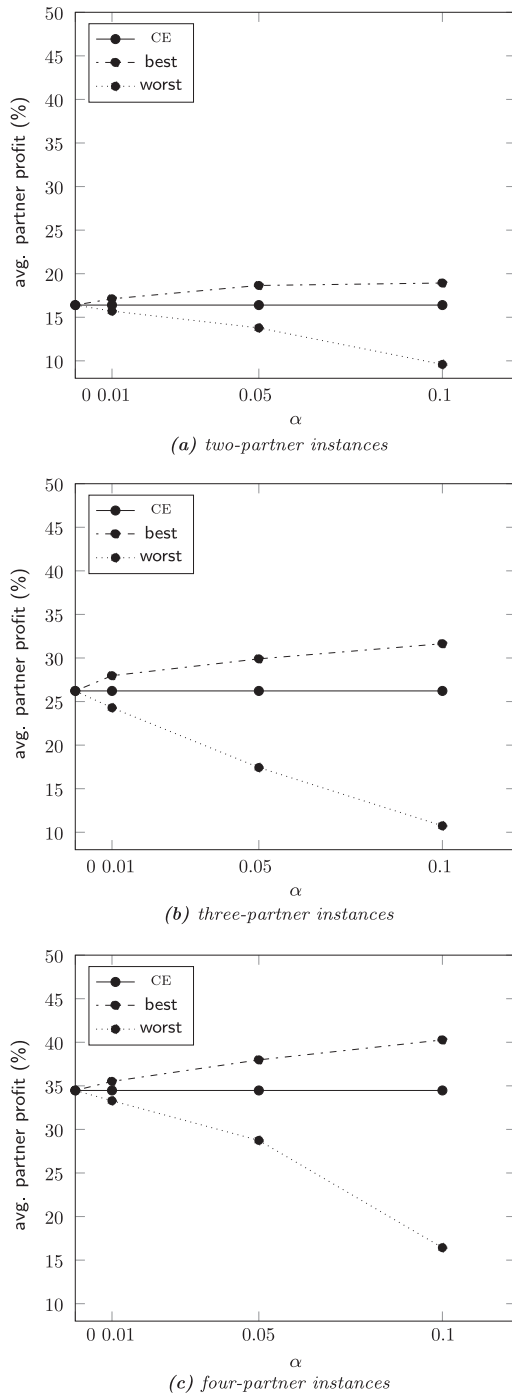 50
45
40
35
30
25
20
15
10
avg. partner profit (%)
CE
best
worst
0 0.01 0.05 0.1
α
(a) two-partner instances
50
45
40
35
30
25
20
15
10
avg. partner profit (%)
CE
best
worst
0 0.01 0.05 0.1
α
(b) three-partner instances
50
45
40
35
30
25
20
15
10
avg. partner profit (%)
CE
best
worst
0 0.01 0.05 0.1
α
(c) four-partner instances